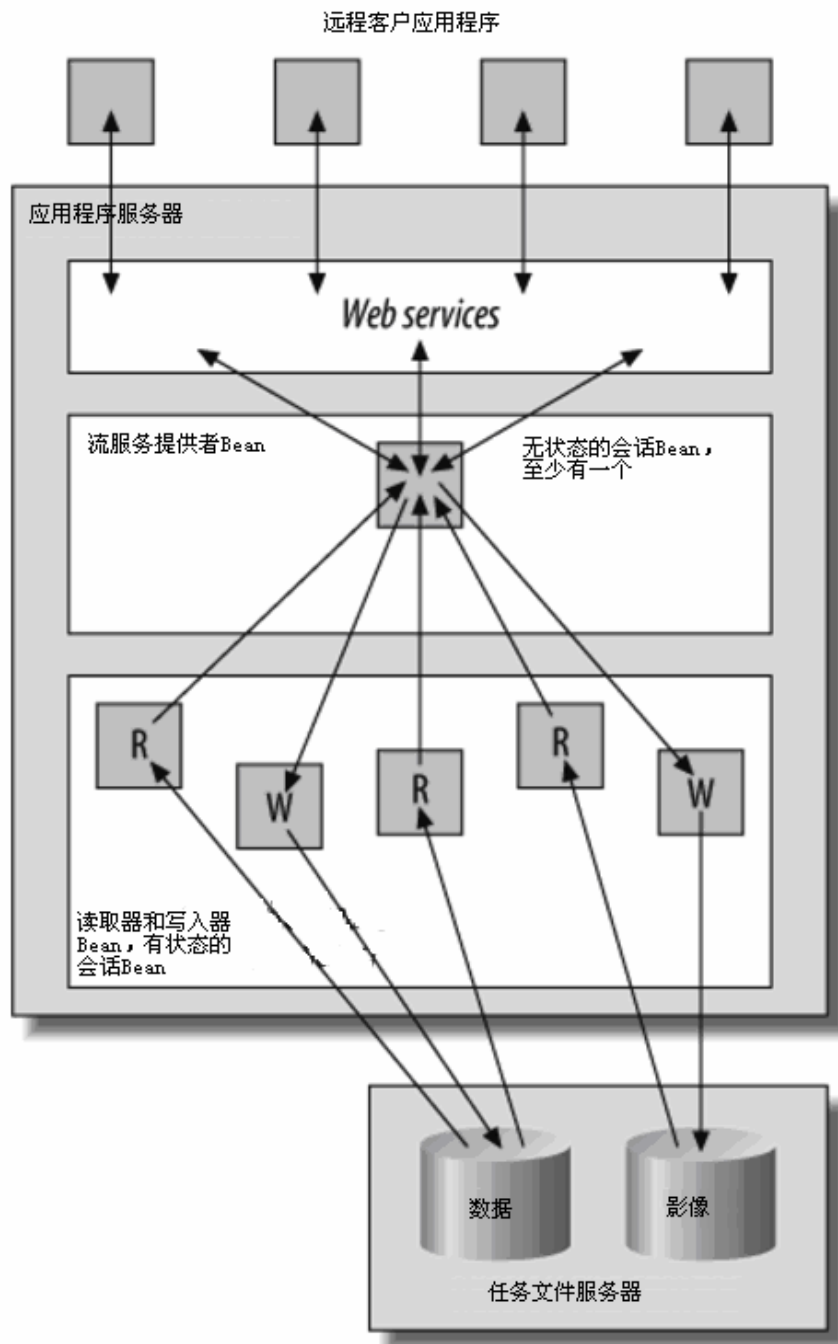 远程客户应用程序
应用程序服务器
Web services
流服务提供者Bean
无状态的会话Bean,
至少有一个
R
W
R
R
W
读取器和写入器
Bean,有状态的
会话Bean
数据
影像
任务文件服务器